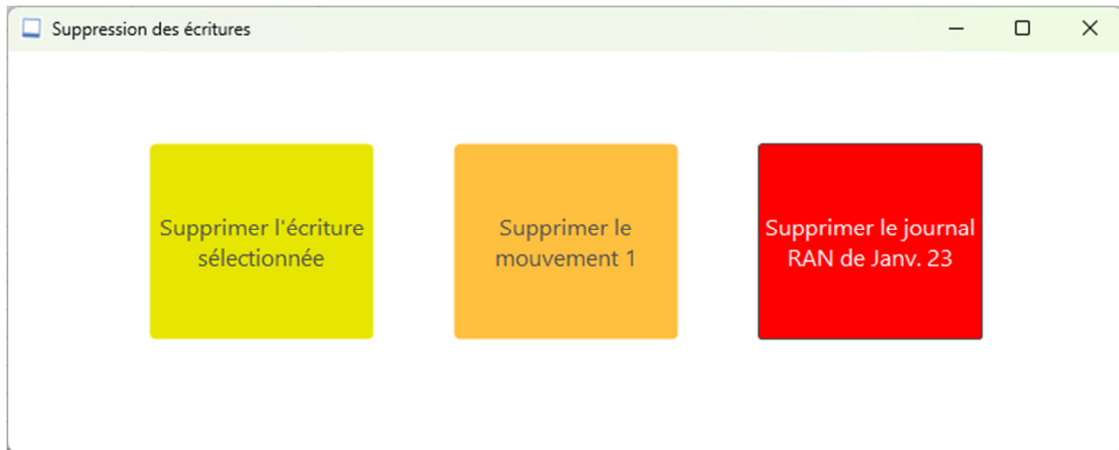 Suppression des écritures
Supprimer l'écriture
sélectionnée
Supprimer le
mouvement 1
Supprimer le journal
RAN de Janv. 23